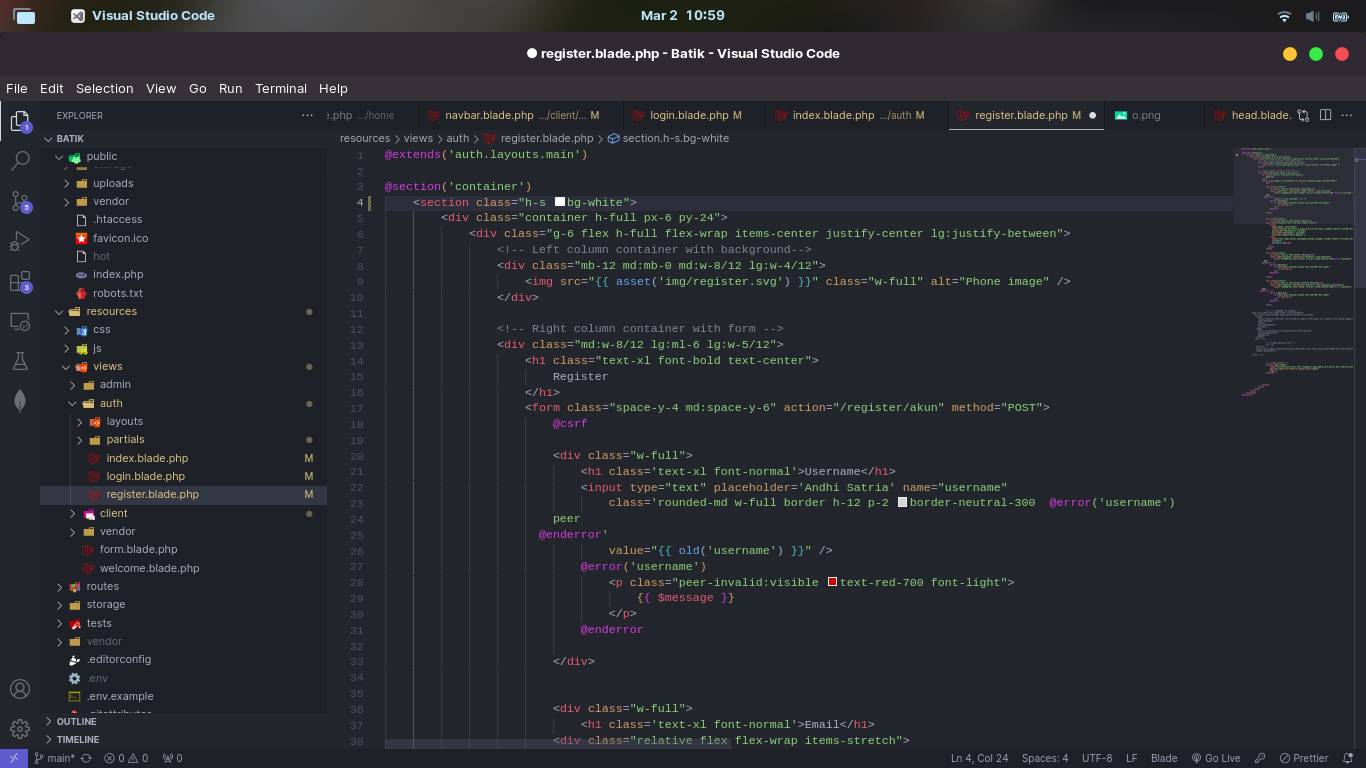 Visual Studio Code
Mar 2 10:59
register.blade.php - Batik - Visual Studio Code
File Edit Selection View Go Run Terminal Help
EXPLORER
e.php .../home
navbar.blade.php .../client/... M
login.blade.php M
index.blade.php .../auth M
register.blade.php M
o.png
head.blade.
resources > views > auth > register.blade.php > section.h-s.bg-white
1
5
3
BATIK
public
uploads
vendor
.htaccess
favicon.ico
hot
index.php
robots.txt
resources
css
js
views
admin
auth
layouts
partials
index.blade.php M
login.blade.php M
register.blade.php M
client
vendor
form.blade.php
welcome.blade.php
routes
storage
tests
vendor
.editorconfig
.env
.env.example
.gitattributes
OUTLINE
TIMELINE
1 @extends('auth.layouts.main')
2
3 @section('container')
4 <section class="h-s bg-white">
5 <div class="container h-full px-6 py-24">
6 <div class="g-6 flex h-full flex-wrap items-center justify-center lg:justify-between">
7 <!-- Left column container with background-->
8 <div class="mb-12 md:mb-0 md:w-8/12 lg:w-4/12">
9 <img src="{{ asset('img/register.svg') }}" class="w-full" alt="Phone image" />
10 </div>
11
12 <!-- Right column container with form -->
13 <div class="md:w-8/12 lg:ml-6 lg:w-5/12">
14 <h1 class="text-xl font-bold text-center">
15 Register
16 </h1>
17 <form class="space-y-4 md:space-y-6" action="/register/akun" method="POST">
18 @csrf
19
20 <div class="w-full">
21 <h1 class='text-xl font-normal'>Username</h1>
22 <input type="text" placeholder='Andhi Satria' name="username"
23 class='rounded-md w-full border h-12 p-2 border-neutral-300 @error('username')
24 peer
25 @enderror'
26 value="{{ old('username') }}" />
27 @error('username')
28 <p class="peer-invalid:visible text-red-700 font-light">
29 {{ $message }}
30 </p>
31 @enderror
32
33 </div>
34
35
36 <div class="w-full">
37 <h1 class='text-xl font-normal'>Email</h1>
38 <div class="relative flex flex-wrap items-stretch">
main* 0 0 0
Ln 4, Col 24 Spaces: 4 UTF-8 LF Blade Go Live Prettier